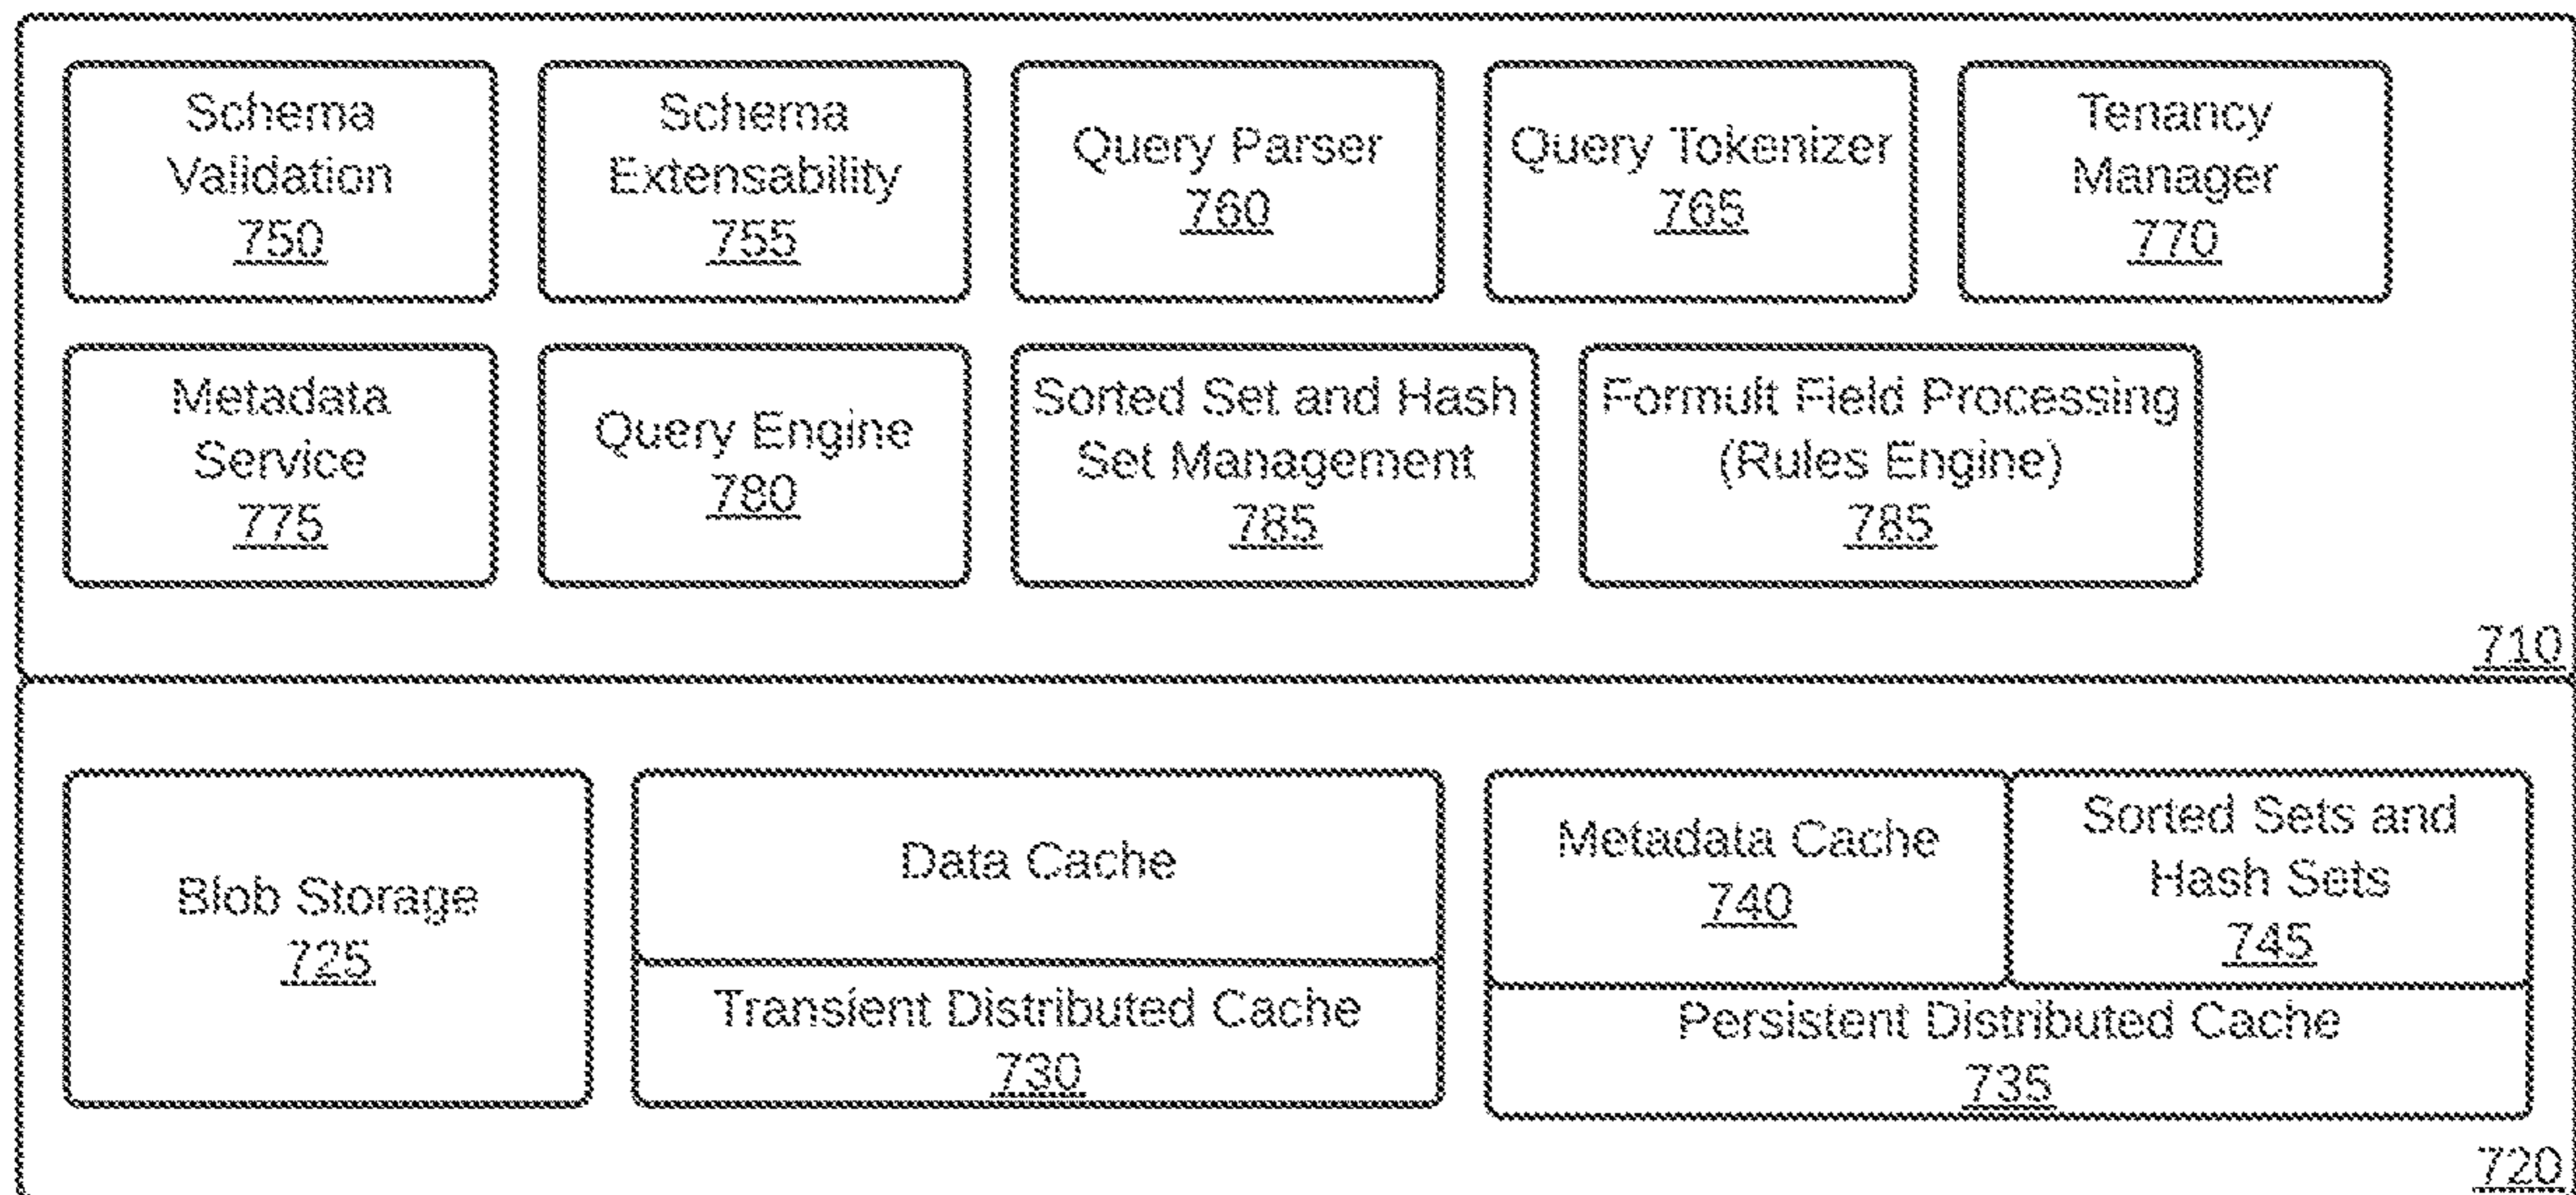 Schema
Validation
750
Schema
Extensability
755
Query Parser
760
Query Tokenizer
765
Tenancy
Manager
770
Metadata
Service
775
Query Engine
780
Sorted Set and Hash
Set Management
785
Formult Field Processing
(Rules Engine)
785
710
Blob Storage
725
Data Cache
Transient Distributed Cache
730
Metadata Cache
740
Sorted Sets and
Hash Sets
745
Persistent Distributed Cache
735
720